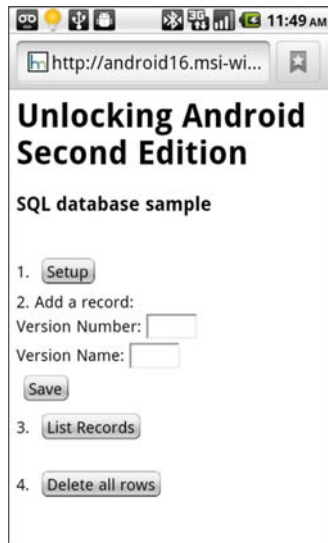 3G 11:49 AM
http://android16.msi-wi...
Unlocking Android
Second Edition
SQL database sample
1. Setup
2. Add a record:
Version Number:
Version Name:
Save
3. List Records
4. Delete all rows